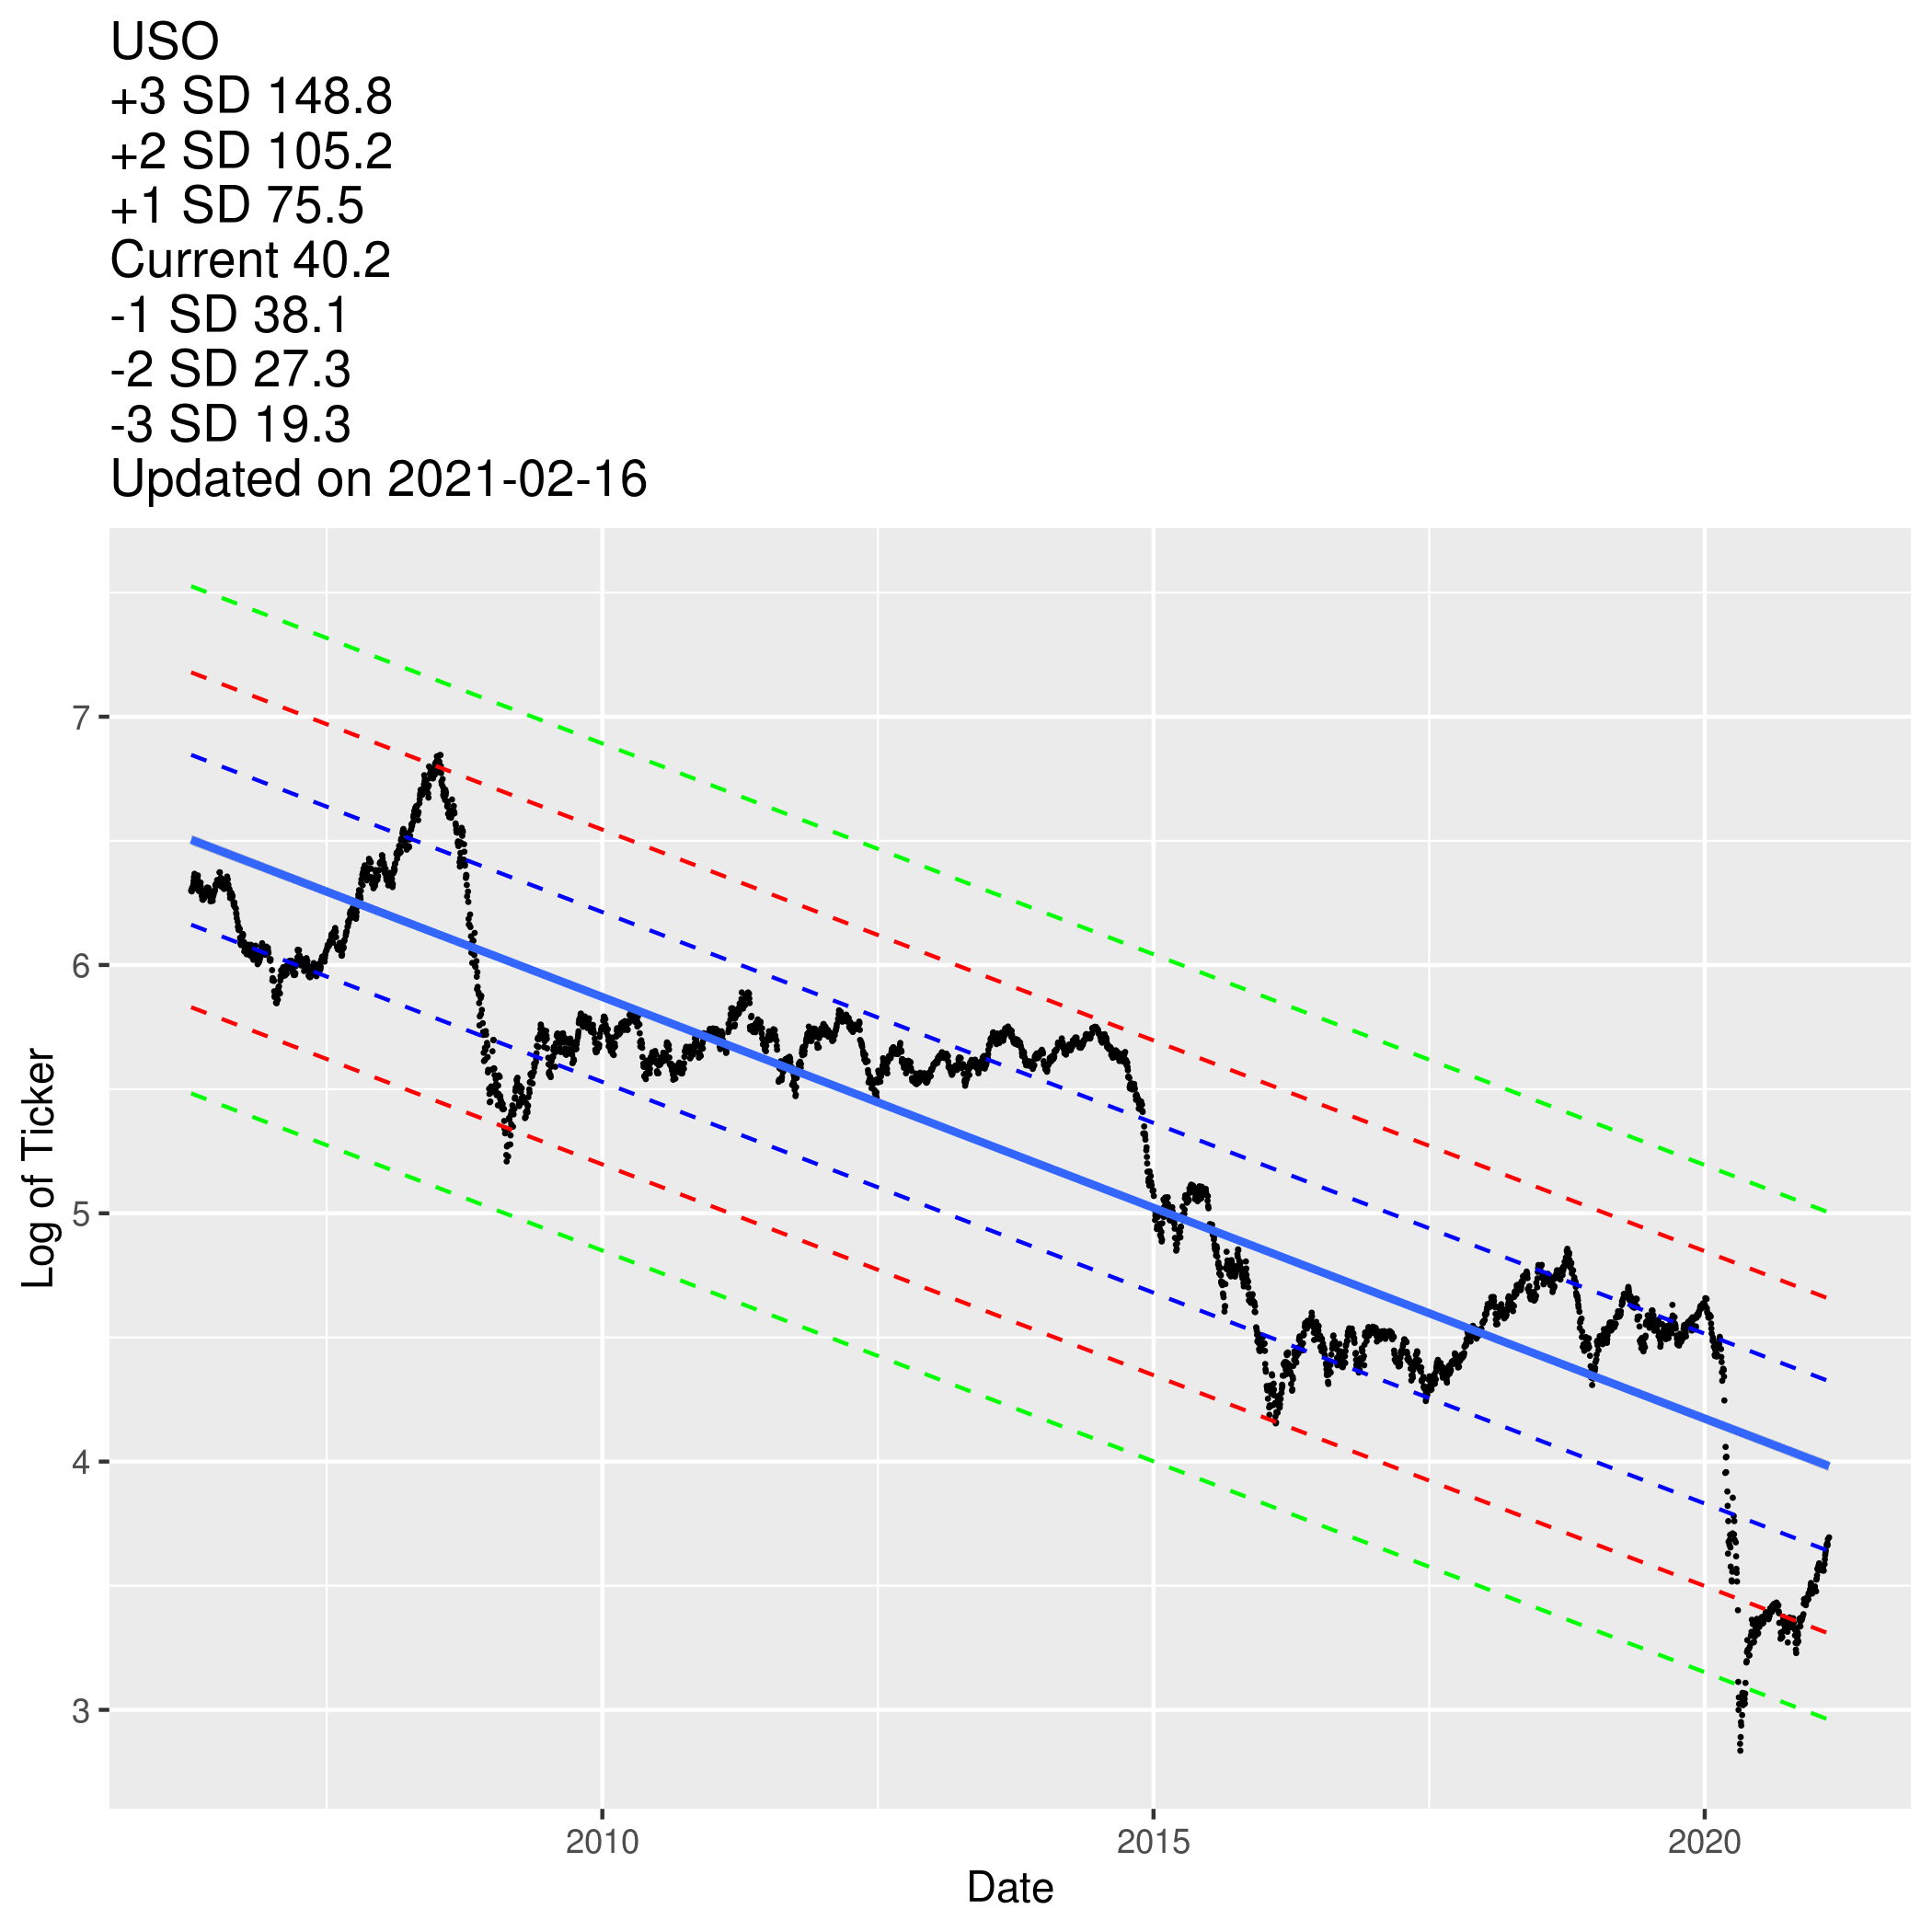 USO
+3 SD 148.8
+2 SD 105.2
+1 SD 75.5
Current 40.2
-1 SD 38.1
-2 SD 27.3
-3 SD 19.3
Updated on 2021-02-16
7
6
5
4
3
Log of Ticker
2010 2015 2020
Date